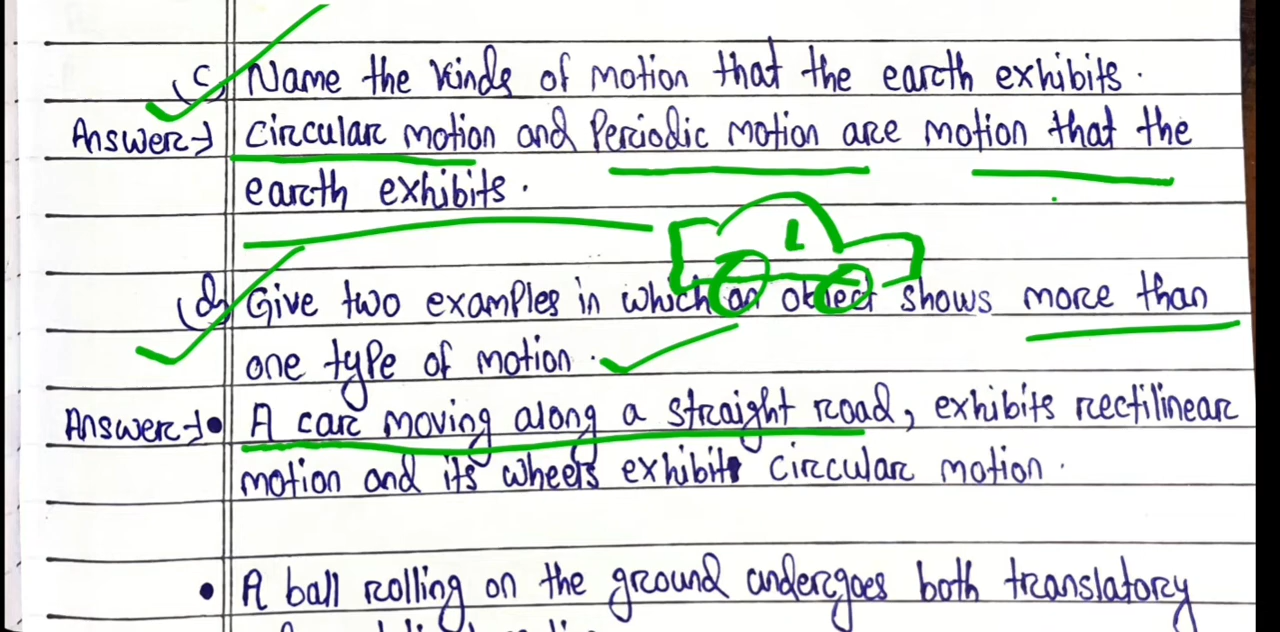 (c) Name the kinds of motion that the earth exhibits.
Answer→ Circular motion and Periodic motion are motion that the
earth exhibits.
(d) Give two examples in which an object shows more than
one type of motion.
Answer→• A car moving along a straight road, exhibits rectilinear
motion and its wheels exhibit circular motion.
• A ball rolling on the ground undergoes both translatory